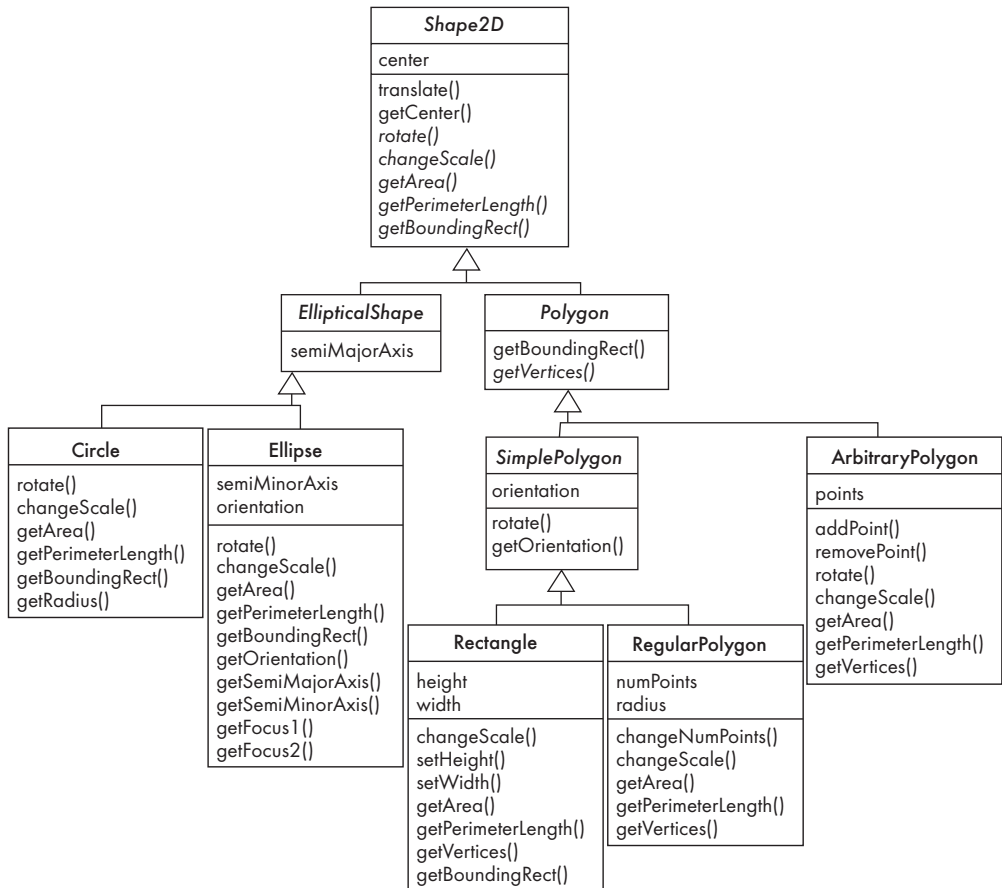 Shape2D
center
translate()
getCenter()
rotate()
changeScale()
getArea()
getPerimeterLength()
getBoundingRect()
EllipticalShape
semiMajorAxis
Polygon
getBoundingRect()
getVertices()
Circle
rotate()
changeScale()
getArea()
getPerimeterLength()
getBoundingRect()
getRadius()
Ellipse
semiMinorAxis
orientation
rotate()
changeScale()
getArea()
getPerimeterLength()
getBoundingRect()
getOrientation()
getSemiMajorAxis()
getSemiMinorAxis()
getFocus1()
getFocus2()
SimplePolygon
orientation
rotate()
getOrientation()
ArbitraryPolygon
points
addPoint()
removePoint()
rotate()
changeScale()
getArea()
getPerimeterLength()
getVertices()
Rectangle
height
width
changeScale()
setHeight()
setWidth()
getArea()
getPerimeterLength()
getVertices()
getBoundingRect()
RegularPolygon
numPoints
radius
changeNumPoints()
changeScale()
getArea()
getPerimeterLength()
getVertices()